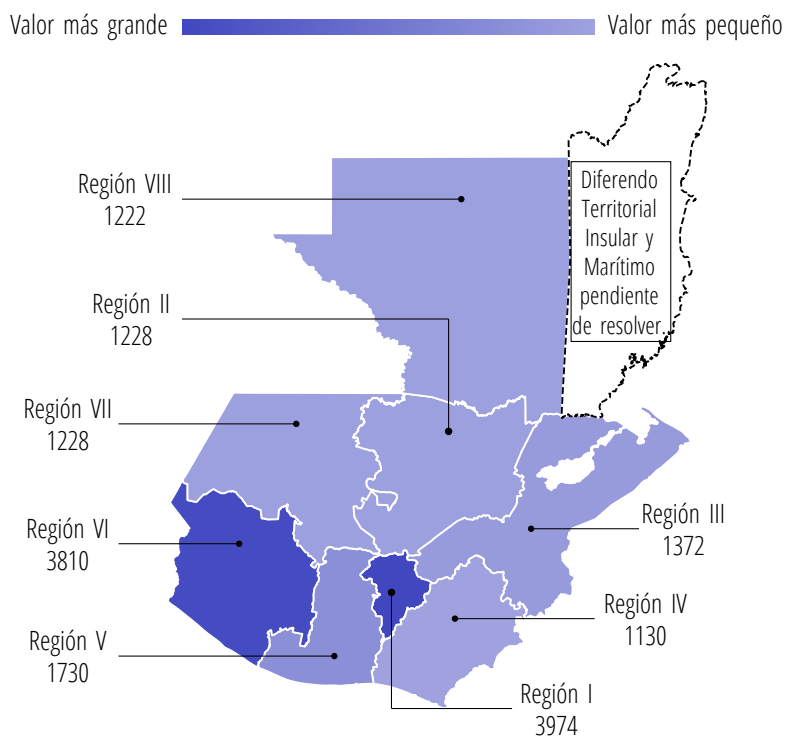 Valor más grande
Valor más pequeño
Región VIII
1222
Diferendo
Territorial
Insular y
Marítimo
pendiente
de resolver.
Región II
1228
Región VII
1228
Región VI
3810
Región III
1372
Región IV
1130
Región V
1730
Región I
3974